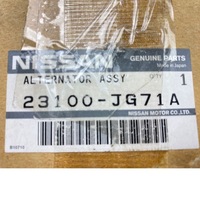 NISSAN
GENUINE PARTS
Made in Japan
ALTERNATOR ASSY
QTY
1
23100-JG71A
NISSAN MOTOR CO.,LTD.